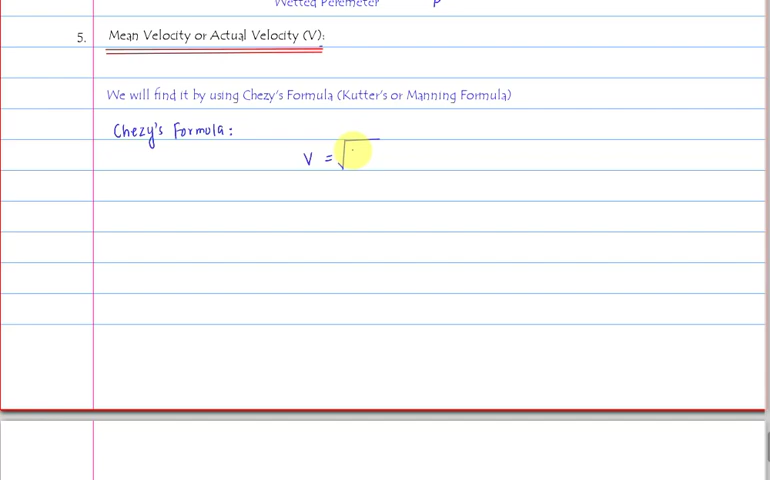 Wetted Peremeter P
5. Mean Velocity or Actual Velocity (V):
We will find it by using Chezy's Formula (Kutter's or Manning Formula)
Chezy's Formula:
V = √